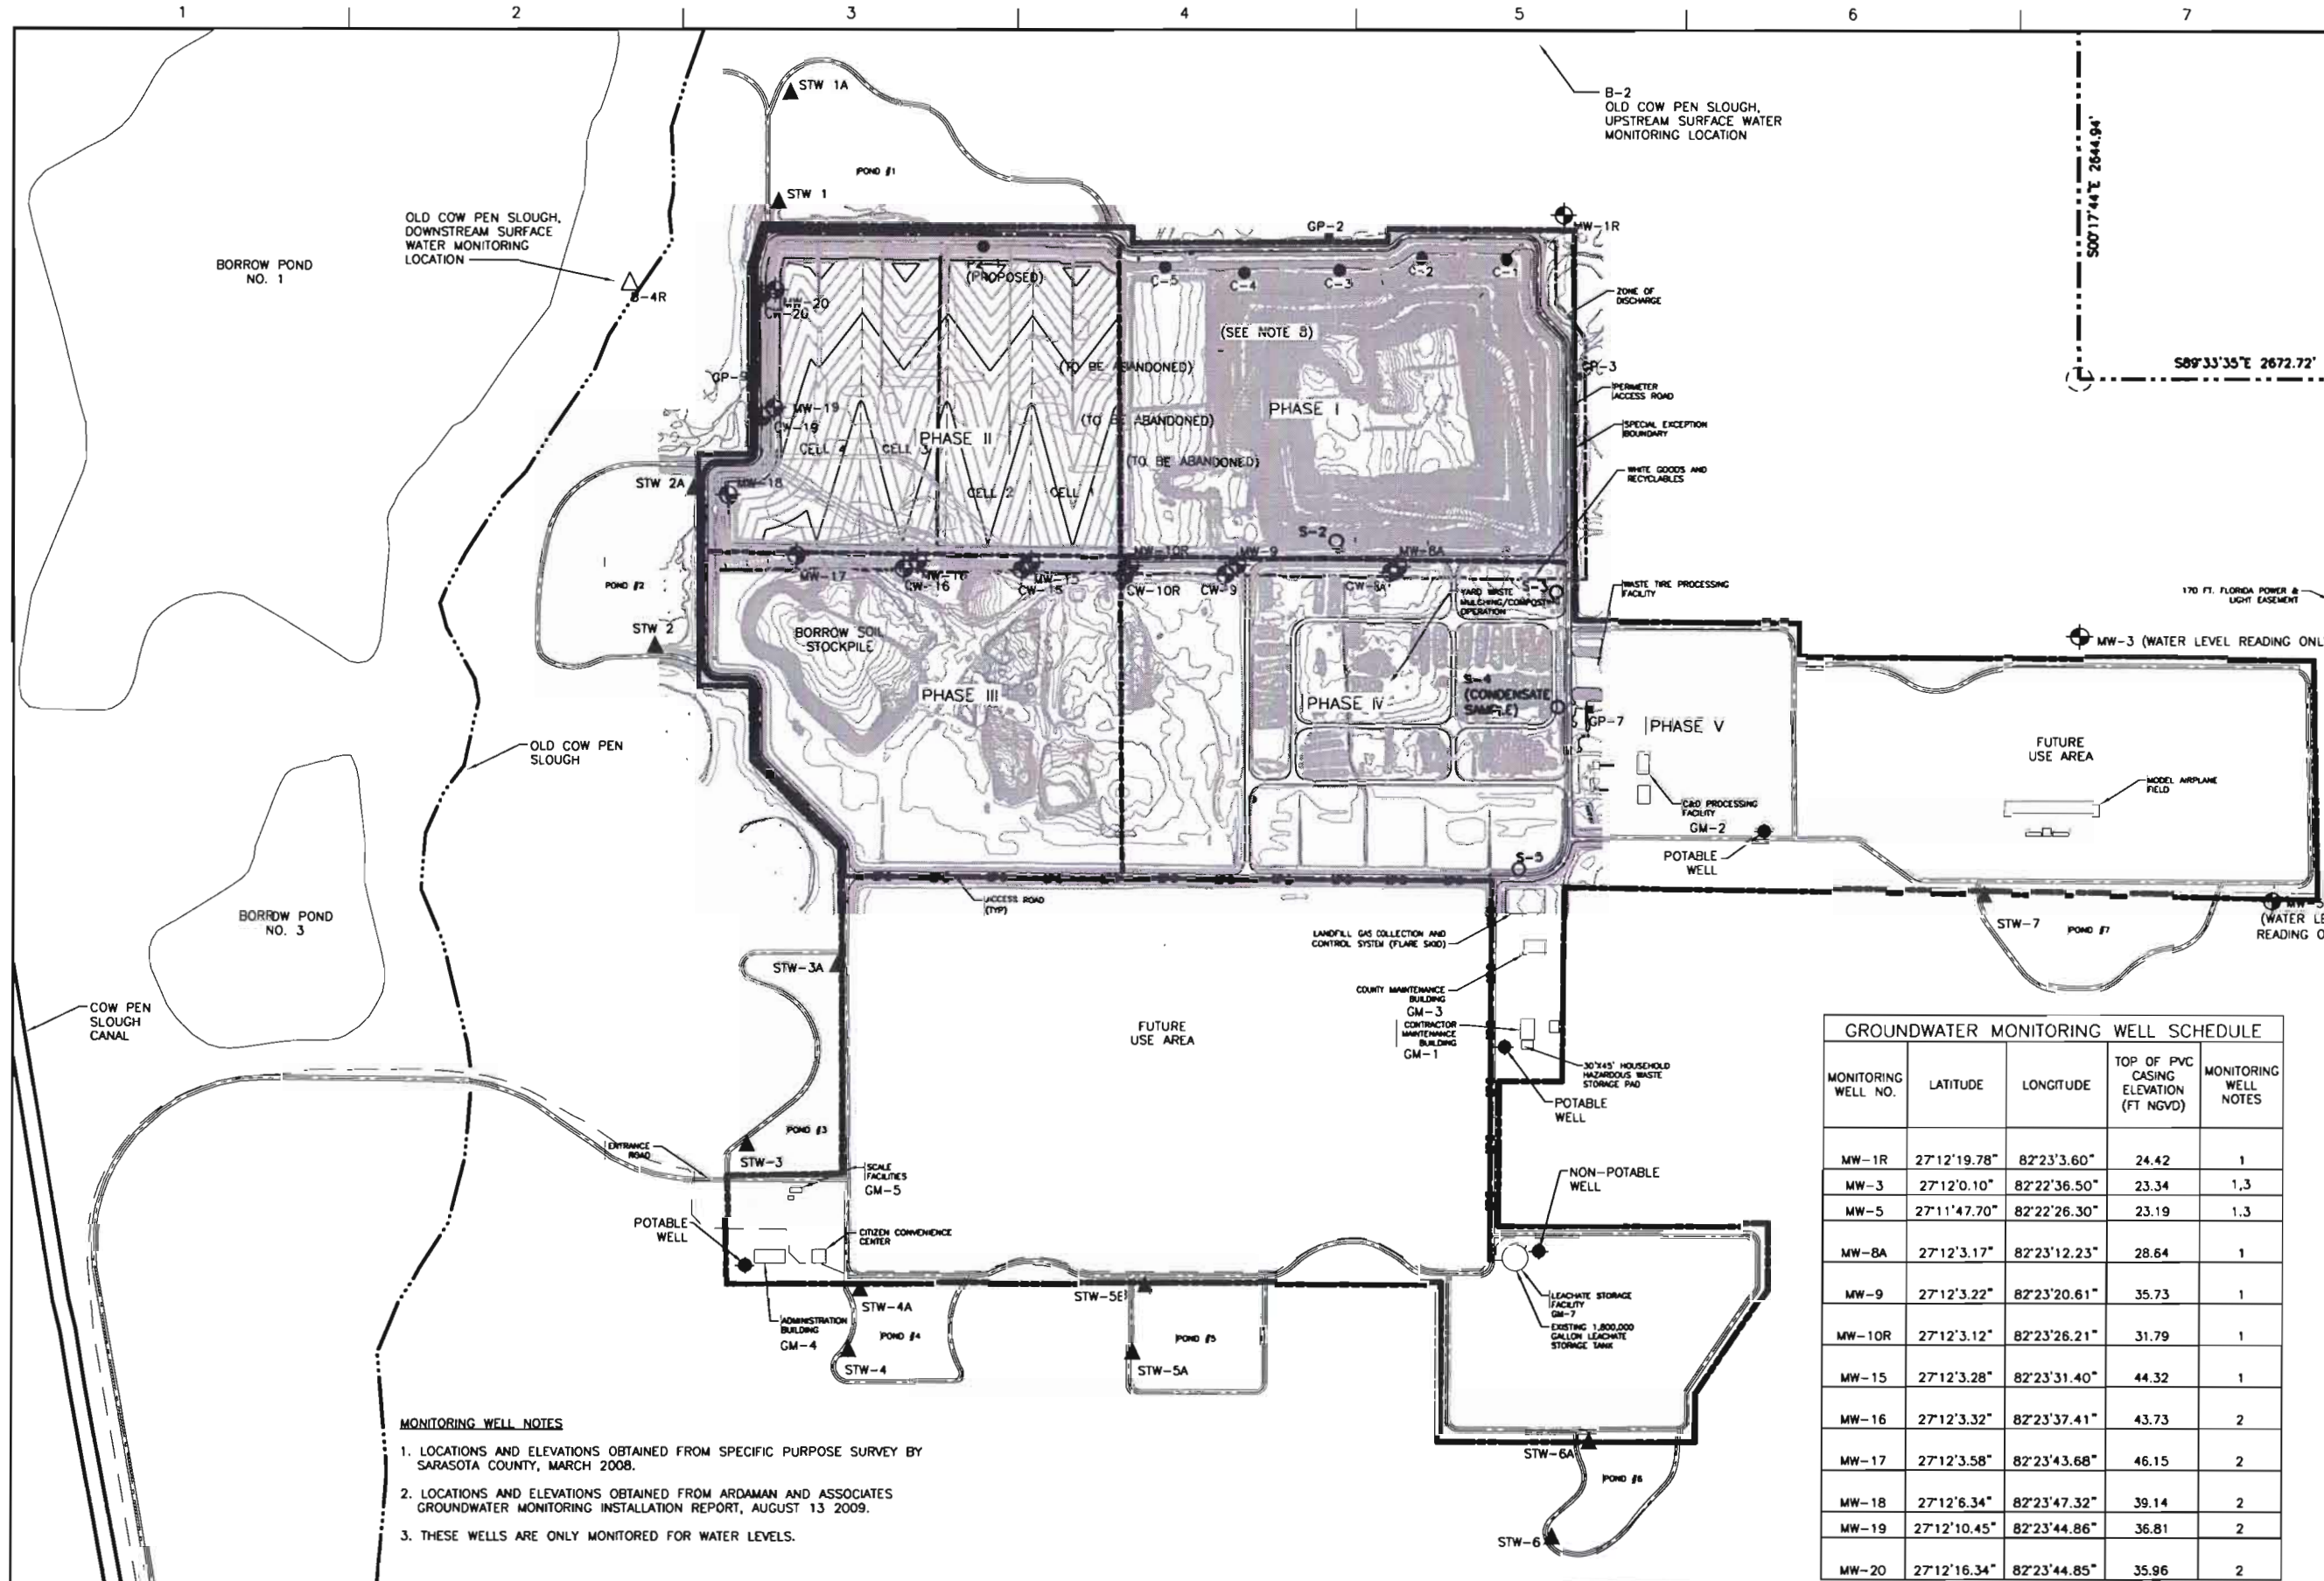 1 2 3 4 5 6 7
STW 1A
B-2
OLD COW PEN SLOUGH,
UPSTREAM SURFACE WATER
MONITORING LOCATION
S00°17'44"E 2644.94'
POND #1
STW 1
OLD COW PEN SLOUGH,
DOWNSTREAM SURFACE
WATER MONITORING
LOCATION
B-4R
BORROW POND
NO. 1
GP-2
MW-1R
(PROPOSED)
C-5
C-4
C-3
C-2
C-1
MW-20
CW-20
ZONE OF
DISCHARGE
(SEE NOTE 8)
S89°33'35"E 2672.72'
(TO BE ABANDONED)
GP-3
PERIMETER
ACCESS ROAD
MW-19
CW-19
PHASE I
(TO BE ABANDONED)
SPECIAL EXCEPTION
BOUNDARY
PHASE II
CELL 4
CELL 3
(TO BE ABANDONED)
WHITE GOODS AND
RECYCLABLES
STW 2A
MW-18
CELL 2
CELL 1
S-2
MW-10R
MW-9
MW-8A
MW-17
MW-16
CW-16
MW-15
CW-15
CW-10R
CW-9
CW-8A
POND #2
YARD WASTE
MULCHING/COMPOSTING
OPERATION
WASTE TIRE PROCESSING
FACILITY
170 FT. FLORIDA POWER &
LIGHT EASEMENT
STW 2
BORROW SOIL
STOCKPILE
MW-3 (WATER LEVEL READING ONL
PHASE III
PHASE IV
S-4
(CONDENSATE
SAMPLE)
GP-7
PHASE V
OLD COW PEN
SLOUGH
FUTURE
USE AREA
MODEL AIRPLANE
FIELD
C&D PROCESSING
FACILITY
GM-2
POTABLE
WELL
S-5
ACCESS ROAD
(TYP)
BORROW POND
NO. 3
STW-7
POND #7
(WATER LE
READING O
LANDFILL GAS COLLECTION AND
CONTROL SYSTEM (FLARE SKID)
STW-3A
COUNTY MAINTENANCE
BUILDING
GM-3
CONTRACTOR
MAINTENANCE
BUILDING
GM-1
COW PEN
SLOUGH
CANAL
FUTURE
USE AREA
30'X45' HOUSEHOLD
HAZARDOUS WASTE
STORAGE PAD
POTABLE
WELL
POND #3
ENTRANCE
ROAD
STW-3
SCALE
FACILITIES
GM-5
NON-POTABLE
WELL
POTABLE
WELL
CITIZEN CONVENIENCE
CENTER
STW-4A
ADMINISTRATION
BUILDING
GM-4
POND #4
STW-4
POND #5
STW-5A
LEACHATE STORAGE
FACILITY
GM-7
EXISTING 1,800,000
GALLON LEACHATE
STORAGE TANK
STW-6A
POND #6
STW-6
GROUNDWATER MONITORING WELL SCHEDULE
MONITORING WELL NO. LATITUDE LONGITUDE TOP OF PVC CASING ELEVATION (FT NGVD) MONITORING WELL NOTES
MW-1R 27°12'19.78" 82°23'3.60" 24.42 1
MW-3 27°12'0.10" 82°22'36.50" 23.34 1,3
MW-5 27°11'47.70" 82°22'26.30" 23.19 1,3
MW-8A 27°12'3.17" 82°23'12.23" 28.64 1
MW-9 27°12'3.22" 82°23'20.61" 35.73 1
MW-10R 27°12'3.12" 82°23'26.21" 31.79 1
MW-15 27°12'3.28" 82°23'31.40" 44.32 1
MW-16 27°12'3.32" 82°23'37.41" 43.73 2
MW-17 27°12'3.58" 82°23'43.68" 46.15 2
MW-18 27°12'6.34" 82°23'47.32" 39.14 2
MW-19 27°12'10.45" 82°23'44.86" 36.81 2
MW-20 27°12'16.34" 82°23'44.85" 35.96 2
MONITORING WELL NOTES
1. LOCATIONS AND ELEVATIONS OBTAINED FROM SPECIFIC PURPOSE SURVEY BY
SARASOTA COUNTY, MARCH 2008.
2. LOCATIONS AND ELEVATIONS OBTAINED FROM ARDAMAN AND ASSOCIATES
GROUNDWATER MONITORING INSTALLATION REPORT, AUGUST 13 2009.
3. THESE WELLS ARE ONLY MONITORED FOR WATER LEVELS.